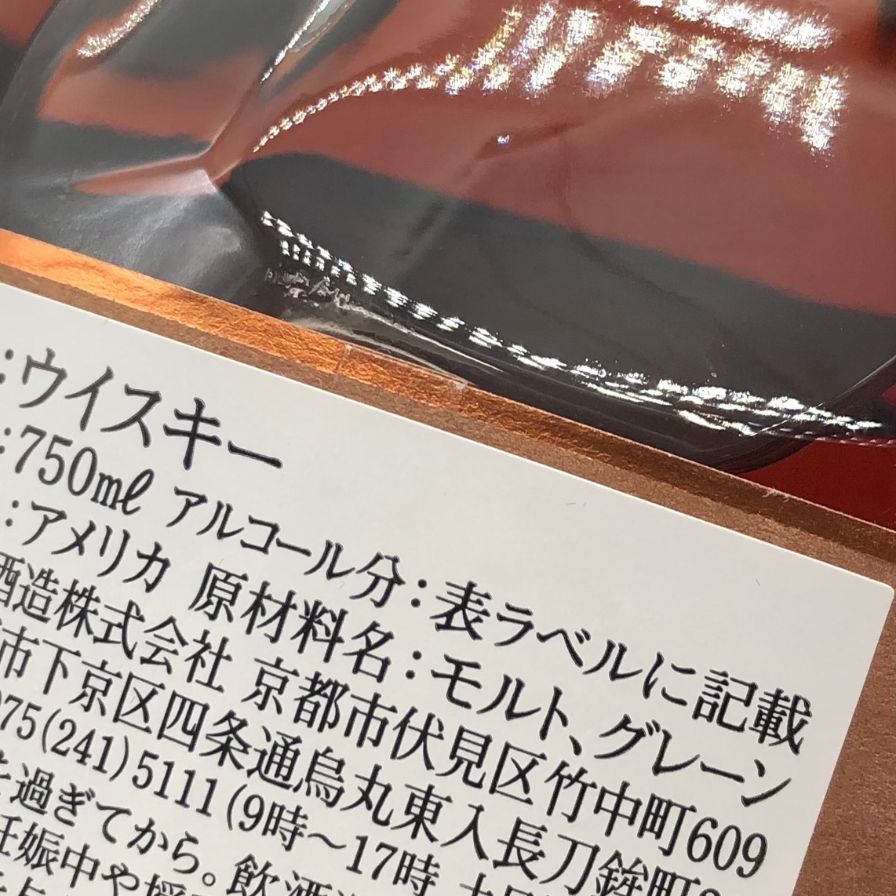 :ウイスキー
:750ml アルコール分:表ラベルに記載
:アメリカ 原材料名:モルト、グレーン
酒造株式会社 京都市伏見区竹中町609
市下京区四条通烏丸東入長刀鉾町
075(241)5111(9時～17時
過ぎてから。飲酒
妊娠中や授